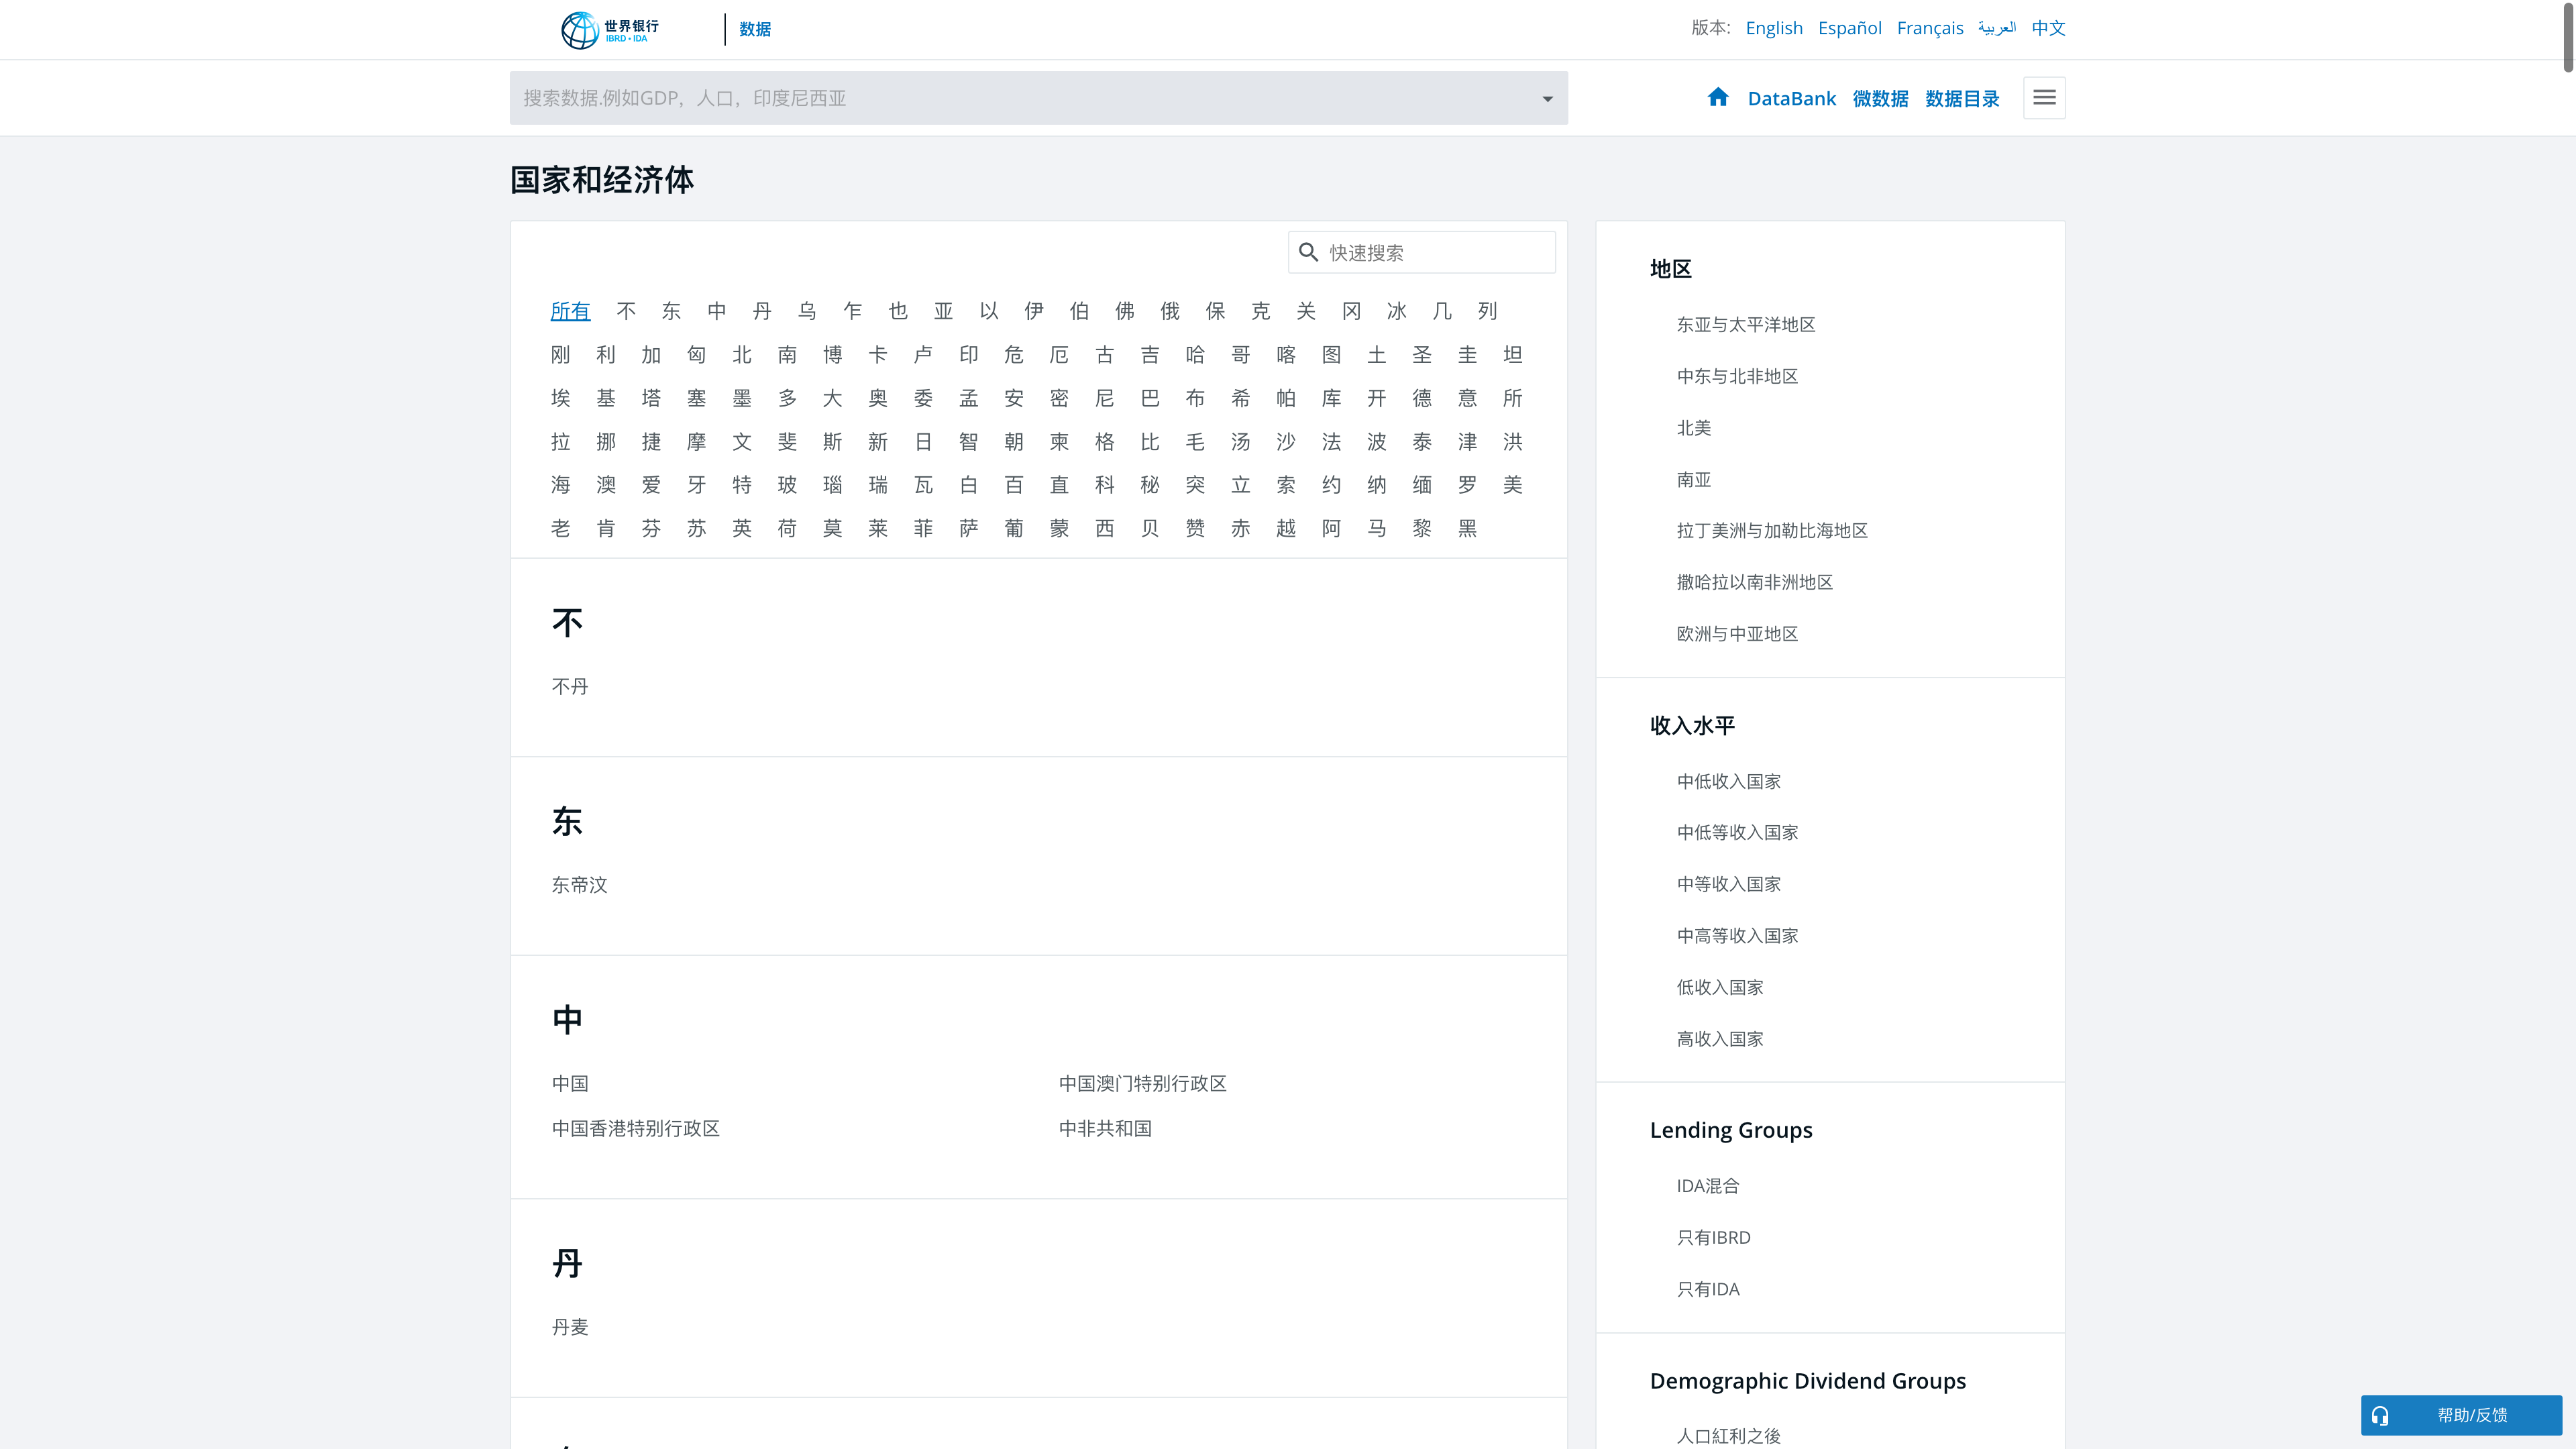 世界银行
IBRD • IDA
数据
版本: English Español Français العربية 中文
搜索数据.例如GDP，人口，印度尼西亚
DataBank 微数据 数据目录
国家和经济体
快速搜索
所有 不 东 中 丹 乌 乍 也 亚 以 伊 伯 佛 俄 保 克 关 冈 冰 几 列
刚 利 加 匈 北 南 博 卡 卢 印 危 厄 古 吉 哈 哥 喀 图 土 圣 圭 坦
埃 基 塔 塞 墨 多 大 奥 委 孟 安 密 尼 巴 布 希 帕 库 开 德 意 所
拉 挪 捷 摩 文 斐 斯 新 日 智 朝 柬 格 比 毛 汤 沙 法 波 泰 津 洪
海 澳 爱 牙 特 玻 瑙 瑞 瓦 白 百 直 科 秘 突 立 索 约 纳 缅 罗 美
老 肯 芬 苏 英 荷 莫 莱 菲 萨 葡 蒙 西 贝 赞 赤 越 阿 马 黎 黑
不
不丹
东
东帝汶
中
中国 中国澳门特别行政区
中国香港特别行政区 中非共和国
丹
丹麦
地区
东亚与太平洋地区
中东与北非地区
北美
南亚
拉丁美洲与加勒比海地区
撒哈拉以南非洲地区
欧洲与中亚地区
收入水平
中低收入国家
中低等收入国家
中等收入国家
中高等收入国家
低收入国家
高收入国家
Lending Groups
IDA混合
只有IBRD
只有IDA
Demographic Dividend Groups
人口紅利之後
帮助/反馈